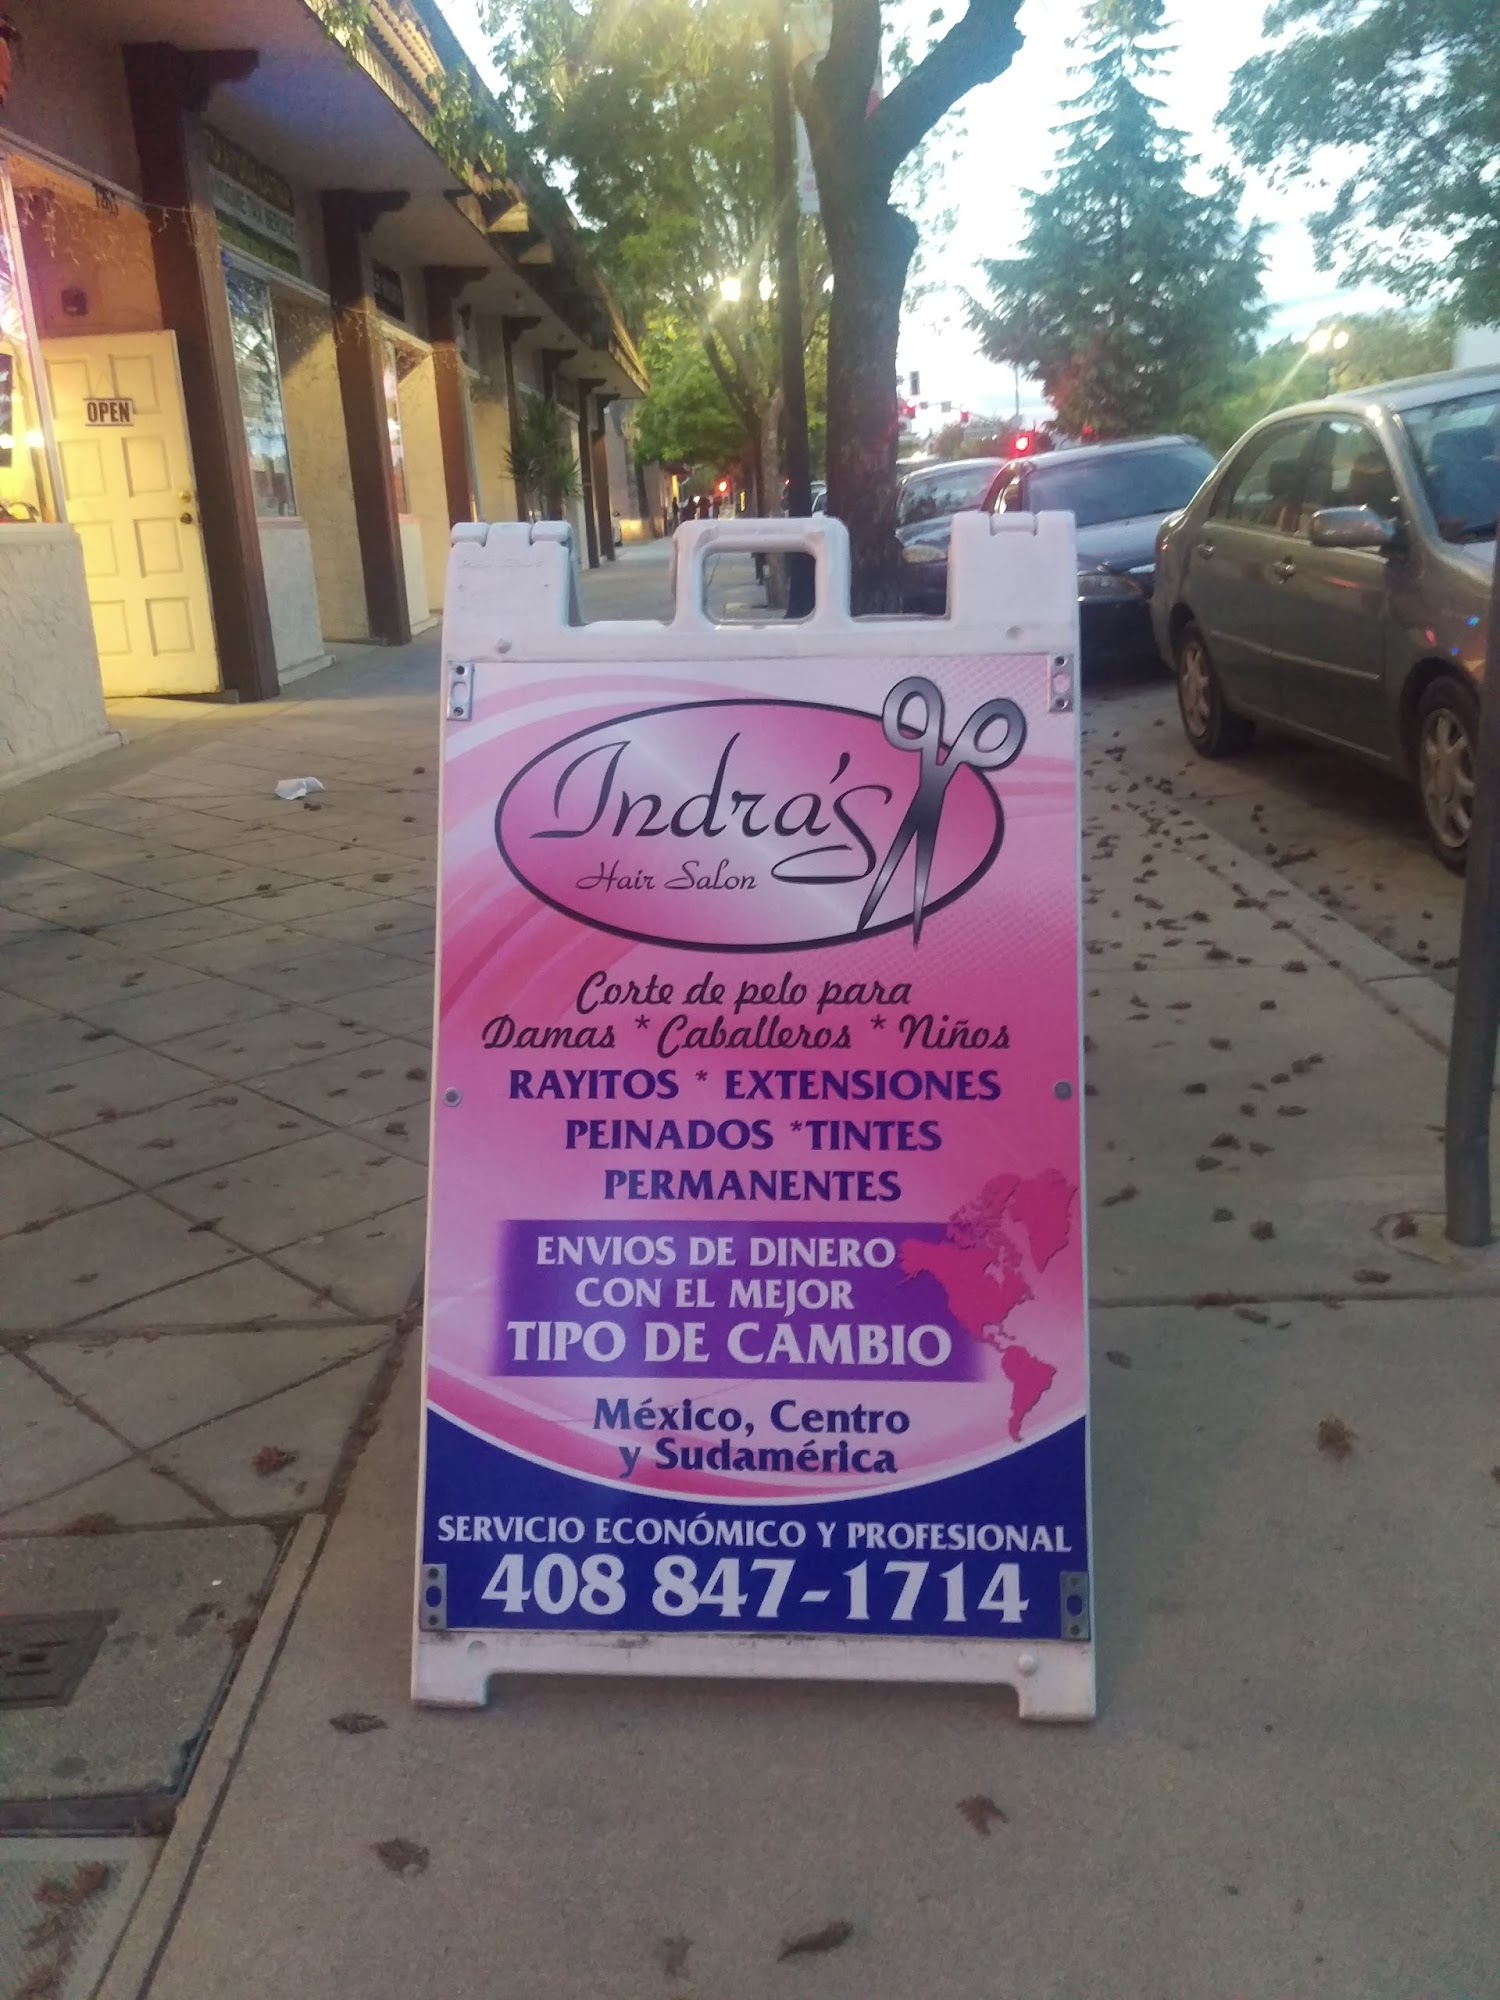 OPEN
Indra's
Hair Salon
Corte de pelo para
Damas * Caballeros * Niños
RAYITOS * EXTENSIONES
PEINADOS *TINTES
PERMANENTES
ENVIOS DE DINERO
CON EL MEJOR
TIPO DE CAMBIO
México, Centro
y Sudamérica
SERVICIO ECONÓMICO Y PROFESIONAL
408 847-1714